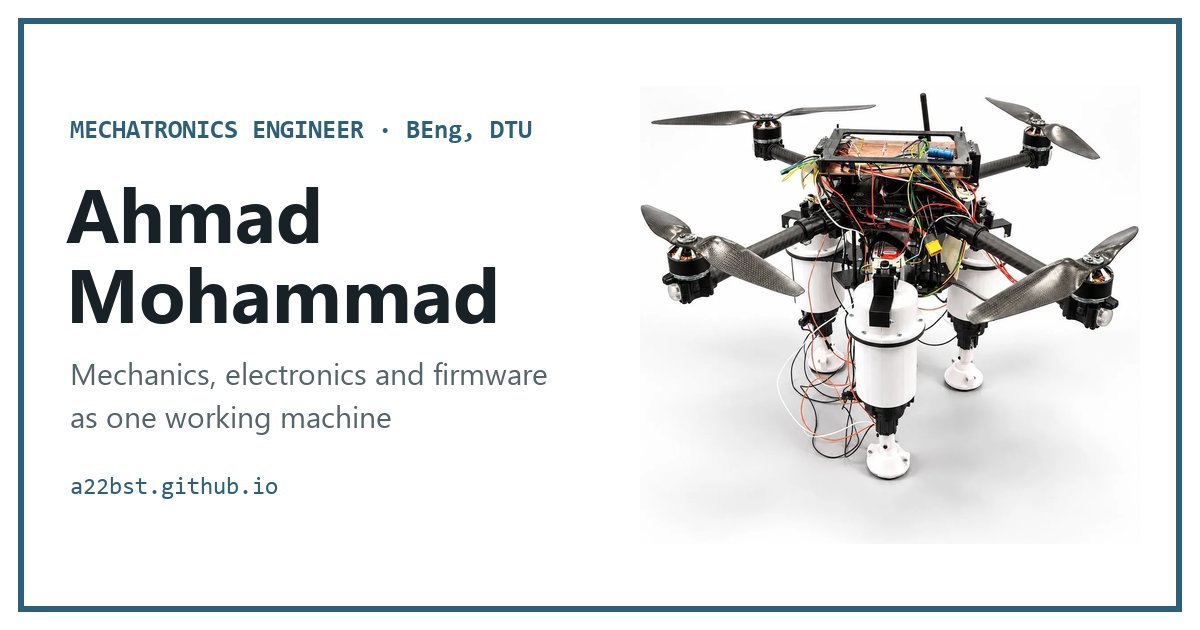 MECHATRONICS ENGINEER · BEng, DTU
Ahmad
Mohammad
Mechanics, electronics and firmware
as one working machine
a22bst.github.io